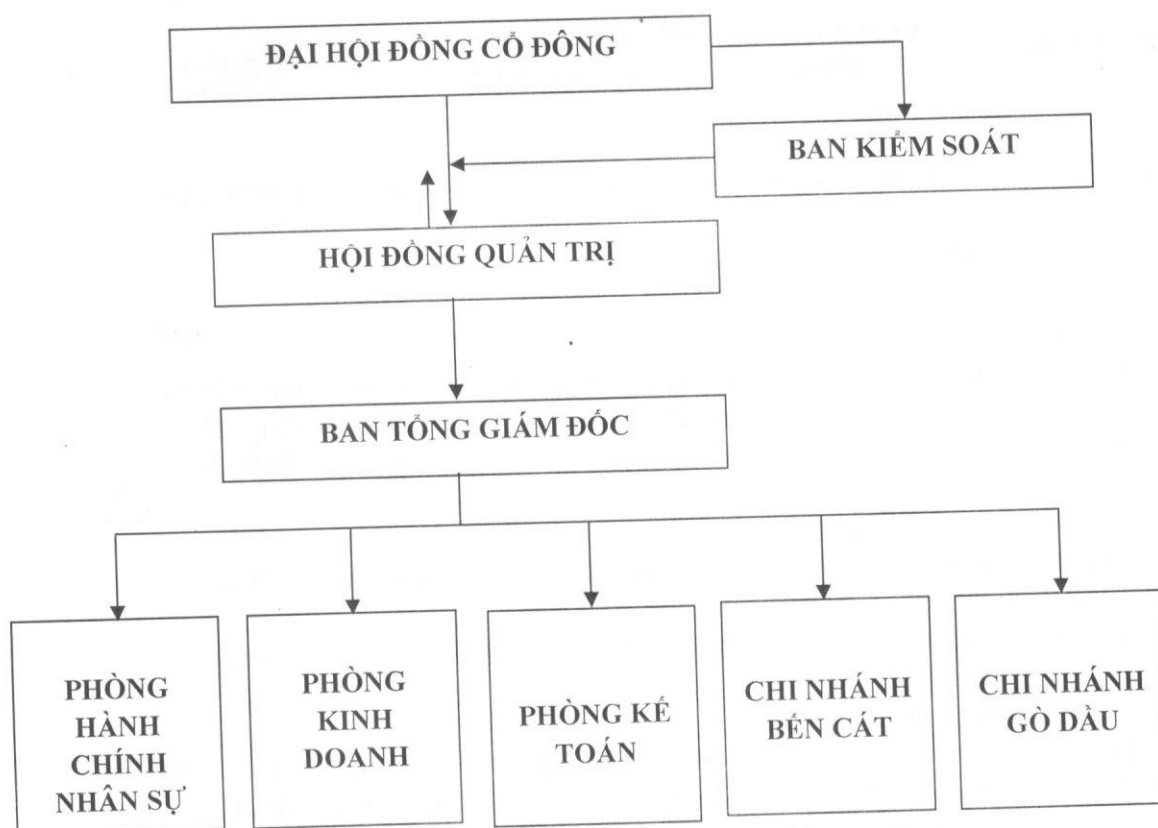 ĐẠI HỘI ĐỒNG CỔ ĐÔNG
BAN KIỂM SOÁT
HỘI ĐỒNG QUẢN TRỊ
BAN TỔNG GIÁM ĐỐC
PHÒNG
HÀNH
CHÍNH
NHÂN SỰ
PHÒNG
KINH
DOANH
PHÒNG KẾ
TOÁN
CHI NHÁNH
BẾN CÁT
CHI NHÁNH
GÒ DẦU